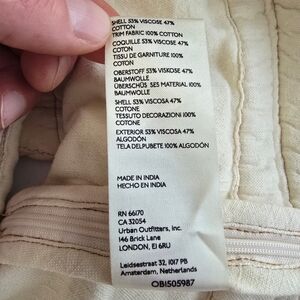 SHELL 53% VISCOSE 47%
COTTON
TRIM FABRIC 100% COTTON
COQUILLE 53% VISCOSE 47%
COTON
TISSU DE GARNITURE 100%
COTON
OBERSTOFF 53% VISKOSE 47%
BAUMWOLLE
ÜBERSCHÜSS 5ES MATERIAL 100%
BAUMWOLLE
SHELL 53% VISCOSA 47%
COTONE
TESSUTO DECORAZIONI 100%
COTONE
EXTERIOR 53% VISCOSA 47%
ALGODÓN
TELA DELPUBETE 100% ALGODÓN
MADE IN INDIA
HECHO EN INDIA
RN 66170
CA 32054
Urban Outfitters, Inc.
146 Brick Lane
LONDON, E1 6RU
Leidsestraat 32, 1017 PB
Amsterdam, Netherlands
OB1505987